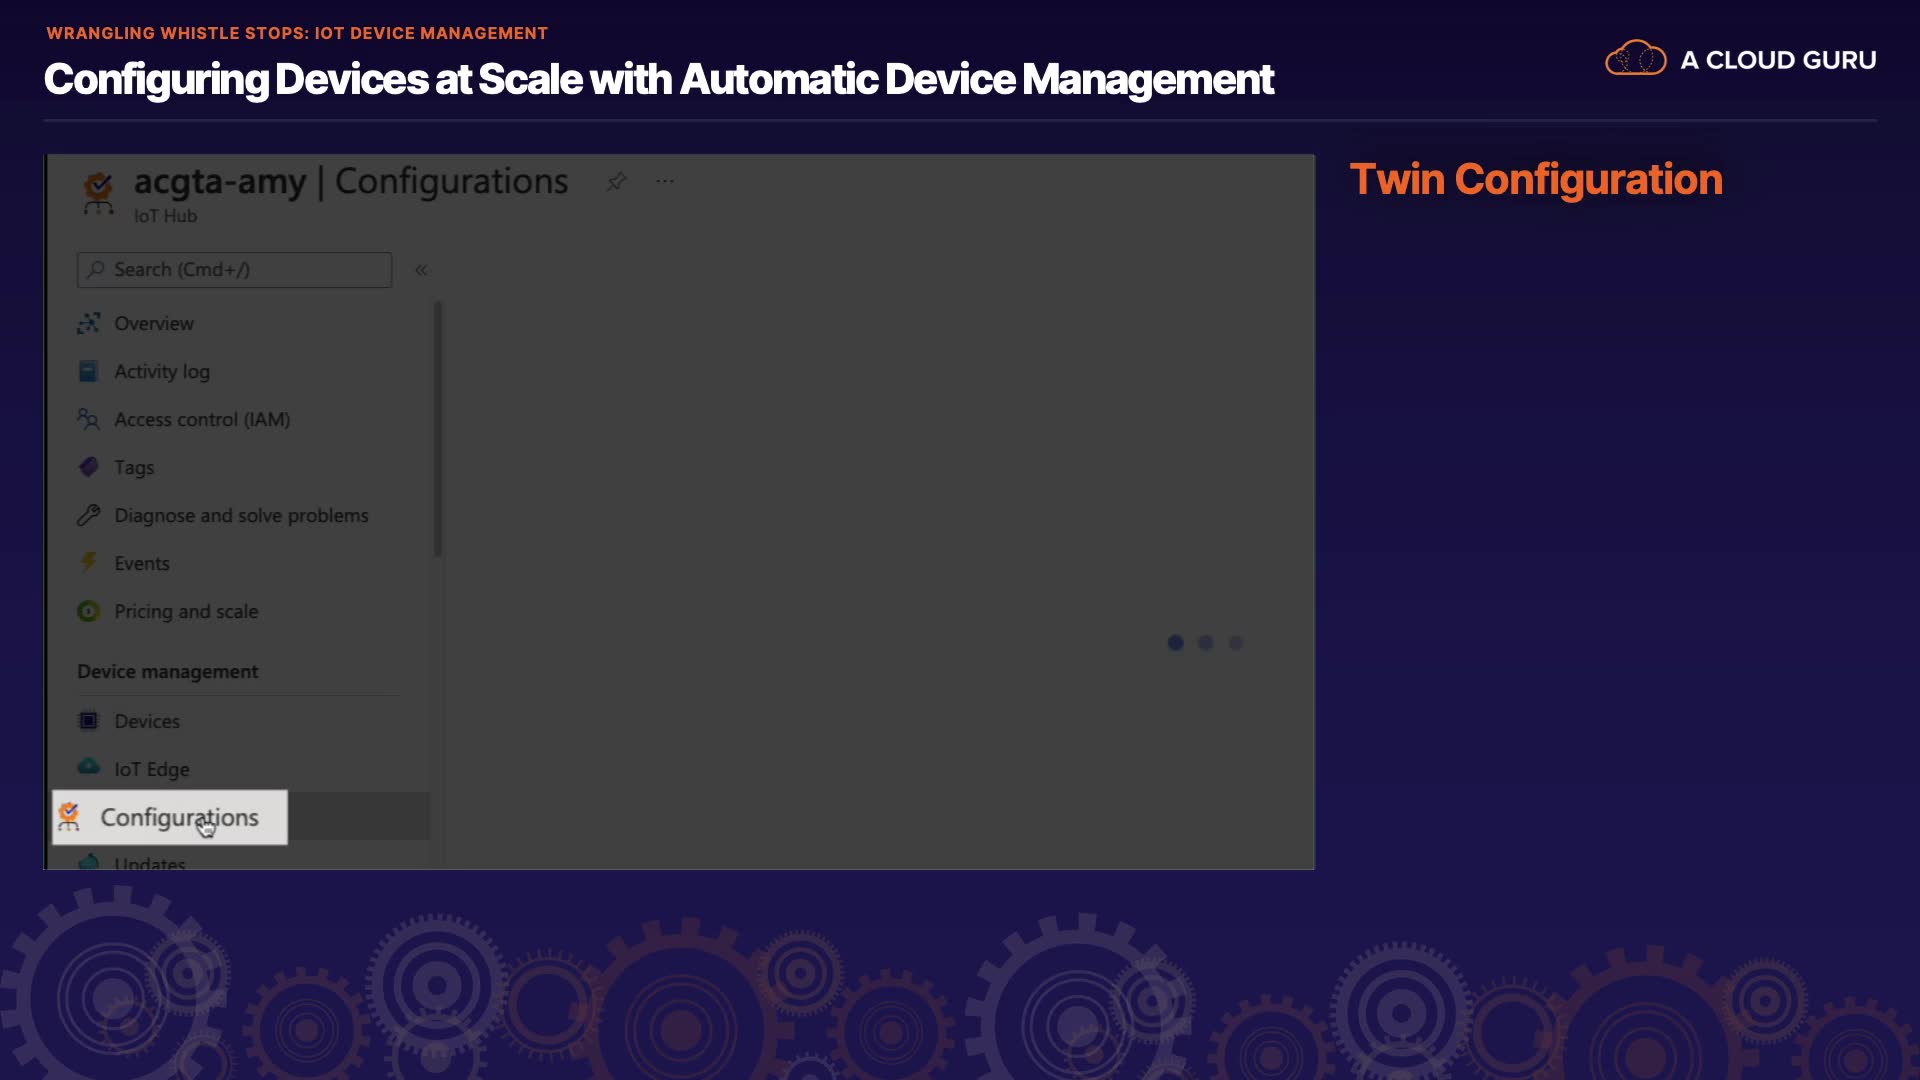 WRANGLING WHISTLE STOPS: IOT DEVICE MANAGEMENT
Configuring Devices at Scale with Automatic Device Management
A CLOUD GURU
acgta-amy | Configurations
IoT Hub
Search (Cmd+/)
«
Overview
Activity log
Access control (IAM)
Tags
Diagnose and solve problems
Events
Pricing and scale
Device management
Devices
IoT Edge
Configurations
Updates
Twin Configuration